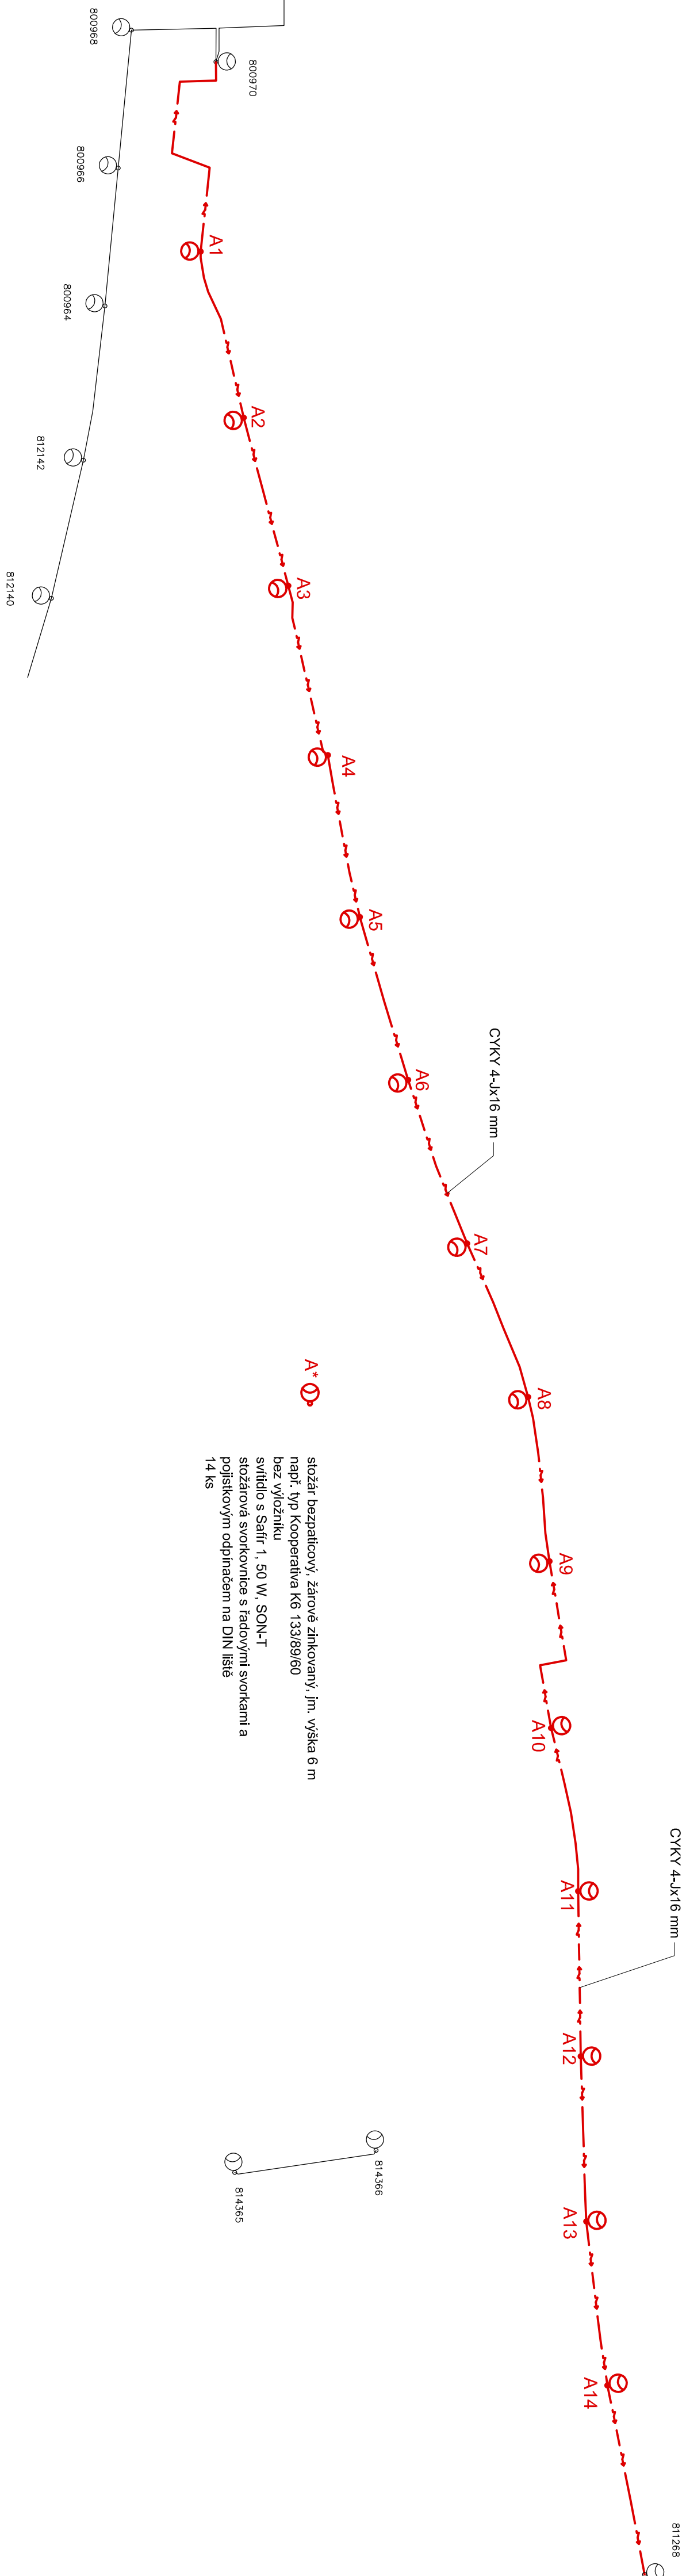 800968
800970
800966
A1
800964
A2
812142
A3
812140
A4
A5
CYKY 4-Jx16 mm
A6
A7
A8
A*
stožár bezpaticový, žárově zinkovaný, jm. výška 6 m
např. typ Kooperativa K6 133/89/60
bez výložníku
svítidlo s Safír 1, 50 W, SON-T
stožárová svorkovnice s řadovými svorkami a
pojistkovým odpínačem na DIN liště
14 ks
A9
A10
CYKY 4-Jx16 mm
A11
A12
814366
814365
A13
A14
811268